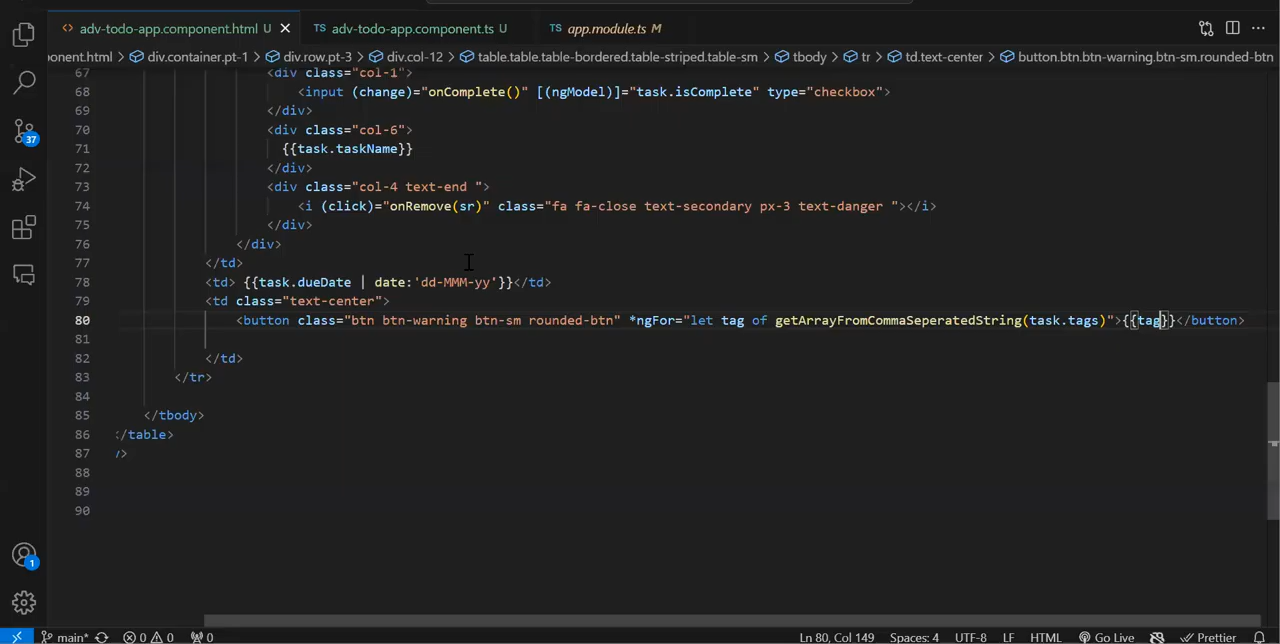 adv-todo-app.component.html U
adv-todo-app.component.ts U
TS app.module.ts M
onent.html > div.container.pt-1 > div.row.pt-3 > div.col-12 > table.table.table-bordered.table-striped.table-sm > tbody > tr > td.text-center > button.btn.btn-warning.btn-sm.rounded-btn
67 <div class="col-1">
68 <input (change)="onComplete()" [(ngModel)]="task.isComplete" type="checkbox">
69 </div>
70 <div class="col-6">
71 {{task.taskName}}
72 </div>
73 <div class="col-4 text-end ">
74 <i (click)="onRemove(sr)" class="fa fa-close text-secondary px-3 text-danger "></i>
75 </div>
76 </div>
77 </td>
78 <td> {{task.dueDate | date:'dd-MMM-yy'}}</td>
79 <td class="text-center">
80 <button class="btn btn-warning btn-sm rounded-btn" *ngFor="let tag of getArrayFromCommaSeperatedString(task.tags)">{{tag}}</button>
81
82 </td>
83 </tr>
84
85 </tbody>
86 </table>
87 />
88
89
90
37
1
main* 0 0 0 Ln 80, Col 149 Spaces: 4 UTF-8 LF HTML Go Live Prettier